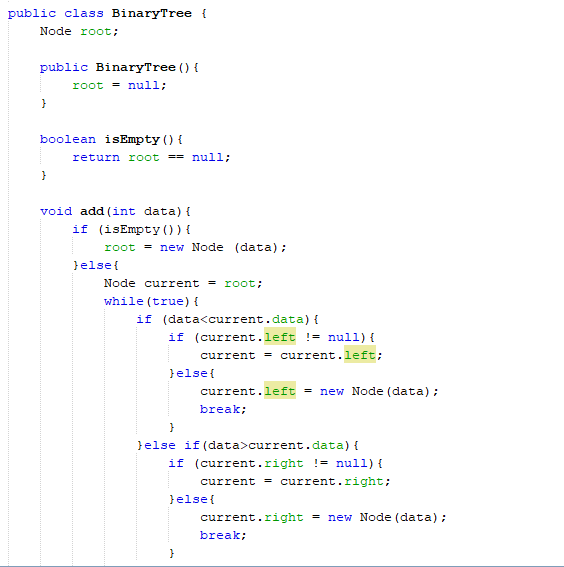 public class BinaryTree {
    Node root;

    public BinaryTree(){
        root = null;
    }

    boolean isEmpty(){
        return root == null;
    }

    void add(int data){
        if (isEmpty()){
            root = new Node (data);
        }else{
            Node current = root;
            while(true){
                if (data<current.data){
                    if (current.left != null){
                        current = current.left;
                    }else{
                        current.left = new Node(data);
                        break;
                    }
                }else if(data>current.data){
                    if (current.right != null){
                        current = current.right;
                    }else{
                        current.right = new Node(data);
                        break;
                    }